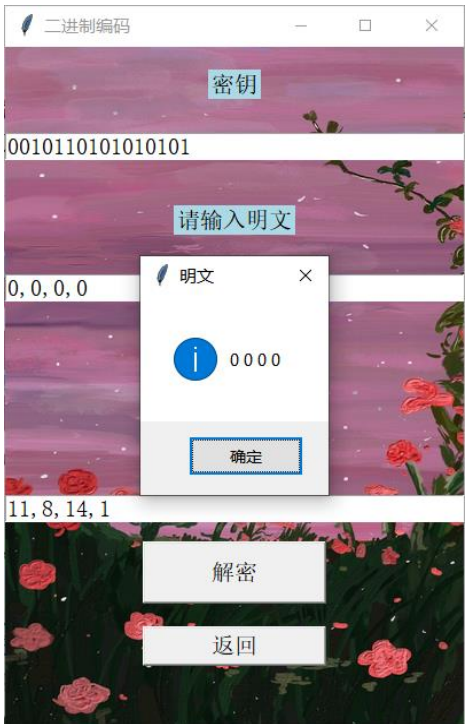 二进制编码
密钥
0010110101010101
请输入明文
0,0,0,0
明文
0 0 0 0
确定
11,8,14,1
解密
返回